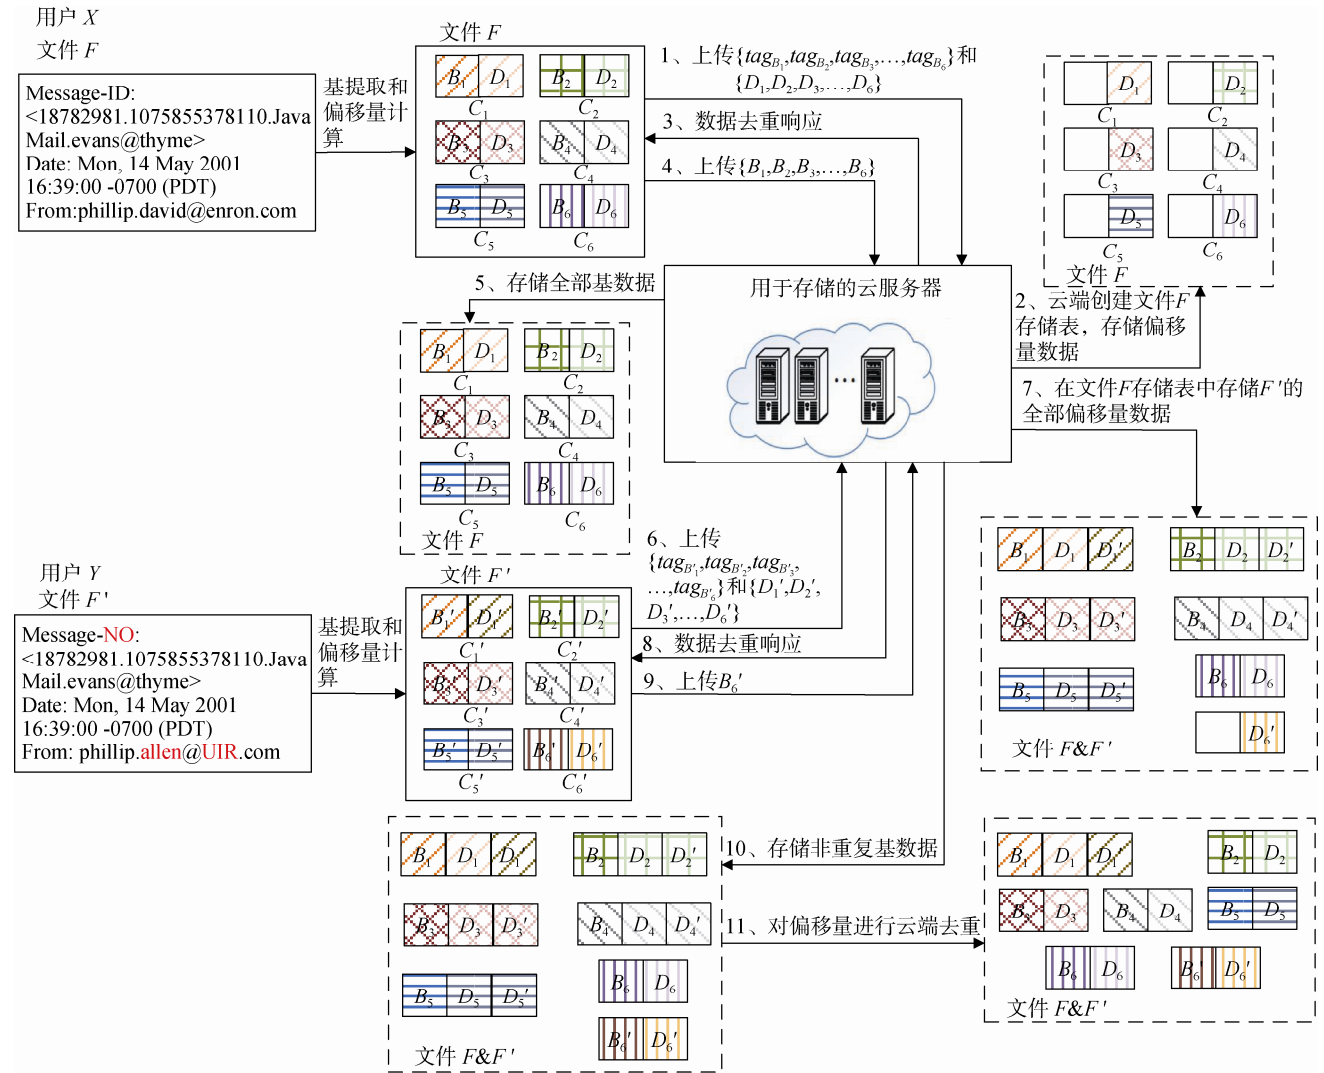 用户 X
文件 F
Message-ID:
<18782981.1075855378110.Java
Mail.evans@thyme>
Date: Mon, 14 May 2001
16:39:00 -0700 (PDT)
From:phillip.david@enron.com
基提取和
偏移量计
算
文件 F
B₁ D₁ B₂ D₂
C₁ C₂
B₃ D₃ B₄ D₄
C₃ C₄
B₅ D₅ B₆ D₆
C₅ C₆
1、上传{tag_B₁,tag_B₂,tag_B₃,…,tag_B₆}和
{D₁,D₂,D₃,…,D₆}
3、数据去重响应
4、上传{B₁,B₂,B₃,…,B₆}
D₁ D₂
C₁ C₂
D₃ D₄
C₃ C₄
D₅ D₆
C₅ C₆
文件 F
用于存储的云服务器
2、云端创建文件F
存储表，存储偏移
量数据
5、存储全部基数据
B₁ D₁ B₂ D₂
C₁ C₂
B₃ D₃ B₄ D₄
C₃ C₄
B₅ D₅ B₆ D₆
C₅ C₆
文件 F
7、在文件F存储表中存储F'的
全部偏移量数据
B₁ D₁ D₁' B₂ D₂ D₂'
B₃ D₃ D₃' B₄ D₄ D₄'
B₅ D₅ D₅' B₆ D₆
D₆'
文件 F&F'
用户 Y
文件 F'
Message-NO:
<18782981.1075855378110.Java
Mail.evans@thyme>
Date: Mon, 14 May 2001
16:39:00 -0700 (PDT)
From: phillip.allen@UIR.com
基提取和
偏移量计
算
文件 F'
B₁' D₁' B₂' D₂'
C₁' C₂'
B₃' D₃' B₄' D₄'
C₃' C₄'
B₅' D₅' B₆' D₆'
C₅' C₆'
6、上传
{tag_B'₁,tag_B'₂,tag_B'₃,
…,tag_B'₆}和{D₁',D₂',
D₃',…,D₆'}
8、数据去重响应
9、上传B₆'
10、存储非重复基数据
B₁ D₁ D₁' B₂ D₂ D₂'
B₃ D₃ D₃' B₄ D₄ D₄'
B₅ D₅ D₅' B₆ D₆
B₆' D₆'
文件 F&F'
11、对偏移量进行云端去重
B₁ D₁ D₁' B₂ D₂
B₃ D₃ B₄ D₄ B₅ D₅
B₆ D₆ B₆' D₆'
文件 F&F'